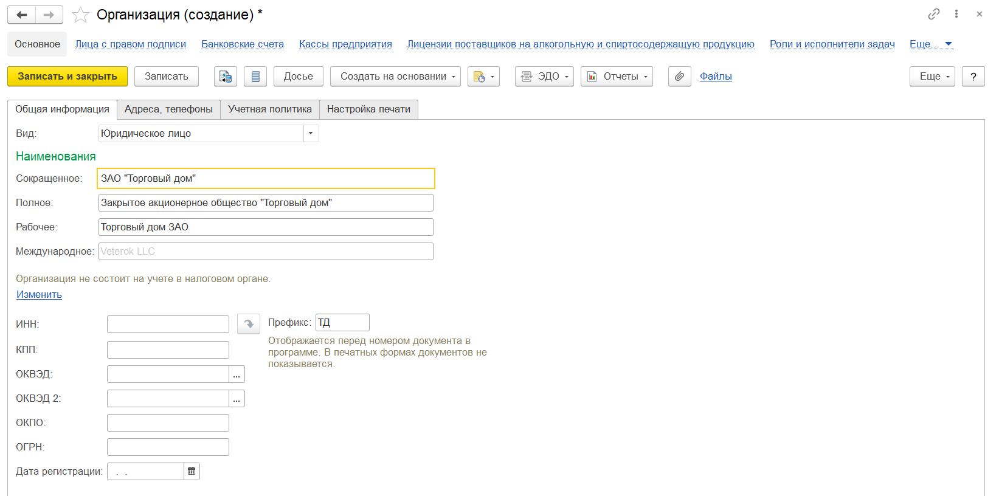 Организация (создание) *
Основное Лица с правом подписи Банковские счета Кассы предприятия Лицензии поставщиков на алкогольную и спиртосодержащую продукцию Роли и исполнители задач Еще...
Записать и закрыть Записать Досье Создать на основании ЭДО Отчеты Файлы Еще ?
Общая информация Адреса, телефоны Учетная политика Настройка печати
Вид: Юридическое лицо
Наименования
Сокращенное: ЗАО "Торговый дом"
Полное: Закрытое акционерное общество "Торговый дом"
Рабочее: Торговый дом ЗАО
Международное: Veterok LLC
Организация не состоит на учете в налоговом органе.
Изменить
ИНН: Префикс: ТД
Отображается перед номером документа в
программе. В печатных формах документов не
показывается.
КПП:
ОКВЭД: ...
ОКВЭД 2: ...
ОКПО:
ОГРН:
Дата регистрации: . .